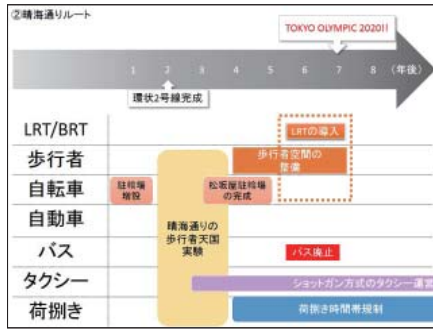 ②晴海通りルート
TOKYO OLYMPIC 2020!!
1 2 3 4 5 6 7 8 (年後)
環状2号線完成
LRT/BRT
LRTの導入
歩行者
歩行者空間の
整備
自転車
駐輪場
増設
松坂屋駐輪場
の完成
自動車
晴海通りの
歩行者天国
実験
バス
バス廃止
タクシー
ショットガン方式のタクシー運営
荷捌き
荷捌き時間帯規制